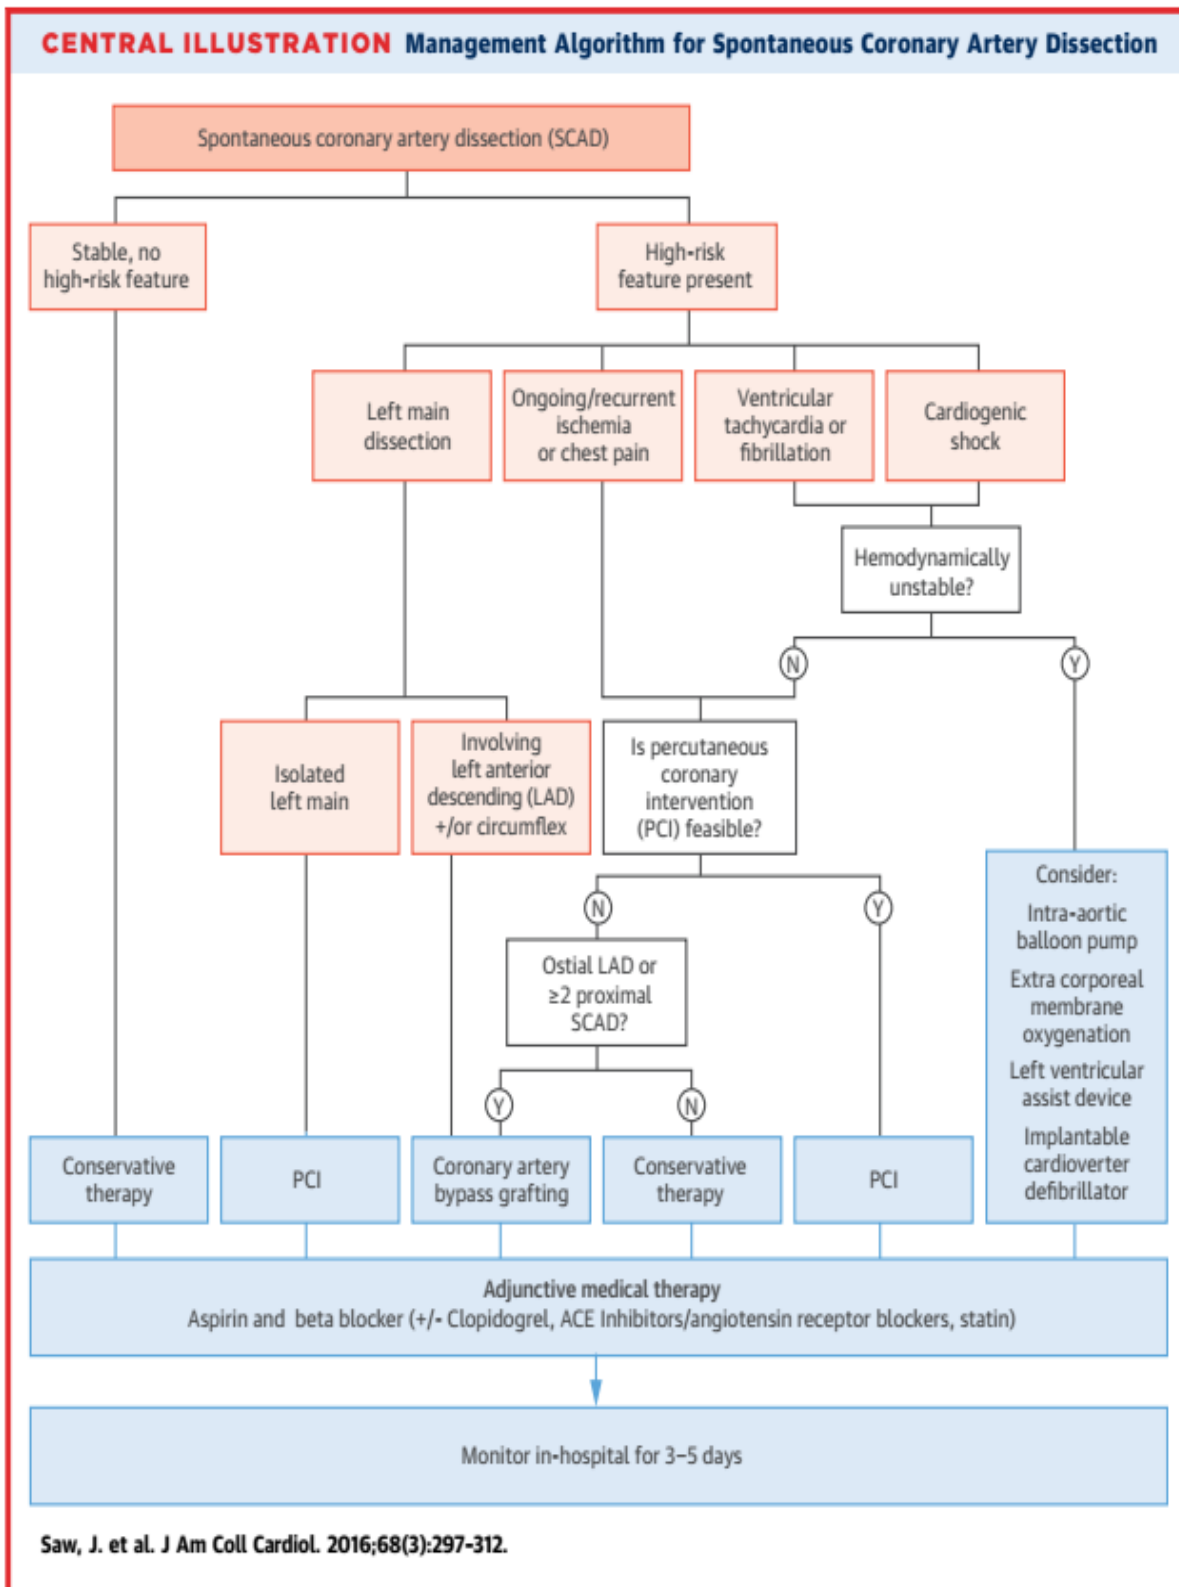 CENTRAL ILLUSTRATION Management Algorithm for Spontaneous Coronary Artery Dissection
Spontaneous coronary artery dissection (SCAD)
Stable, no
high-risk feature
High-risk
feature present
Left main
dissection
Ongoing/recurrent
ischemia
or chest pain
Ventricular
tachycardia or
fibrillation
Cardiogenic
shock
Hemodynamically
unstable?
N
Y
Isolated
left main
Involving
left anterior
descending (LAD)
+/or circumflex
Is percutaneous
coronary
intervention
(PCI) feasible?
N
Y
Ostial LAD or
≥2 proximal
SCAD?
Y
N
Consider:
Intra-aortic
balloon pump
Extra corporeal
membrane
oxygenation
Left ventricular
assist device
Implantable
cardioverter
defibrillator
Conservative
therapy
PCI
Coronary artery
bypass grafting
Conservative
therapy
PCI
Adjunctive medical therapy
Aspirin and beta blocker (+/- Clopidogrel, ACE Inhibitors/angiotensin receptor blockers, statin)
Monitor in-hospital for 3–5 days
Saw, J. et al. J Am Coll Cardiol. 2016;68(3):297-312.